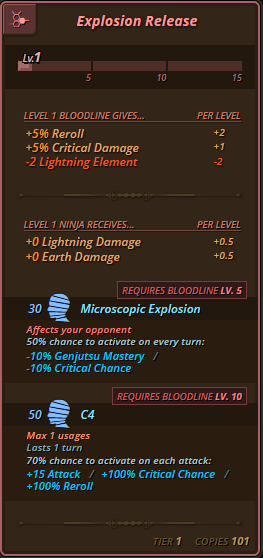 Explosion Release
Lv.1
5 10 15
LEVEL 1 BLOODLINE GIVES... PER LEVEL
+5% Reroll +2
+5% Critical Damage +1
-2 Lightning Element -2
LEVEL 1 NINJA RECEIVES... PER LEVEL
+0 Lightning Damage +0.5
+0 Earth Damage +0.5
REQUIRES BLOODLINE LV. 5
30 Microscopic Explosion
Affects your opponent
50% chance to activate on every turn:
-10% Genjutsu Mastery /
-10% Critical Chance
REQUIRES BLOODLINE LV. 10
50 C4
Max 1 usages
Lasts 1 turn
70% chance to activate on each attack:
+15 Attack / +100% Critical Chance /
+100% Reroll
TIER 1 COPIES 101